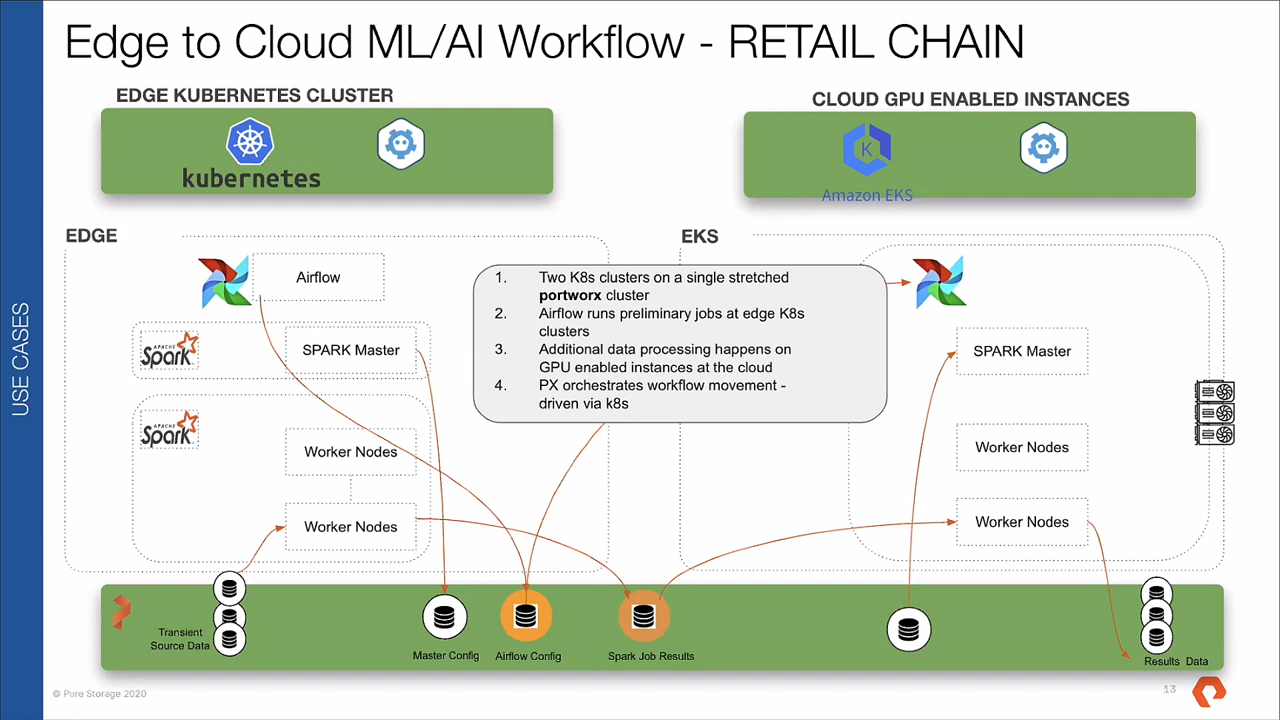 Edge to Cloud ML/AI Workflow - RETAIL CHAIN
EDGE KUBERNETES CLUSTER
CLOUD GPU ENABLED INSTANCES
kubernetes
K
Amazon EKS
USE CASES
EDGE
Airflow
APACHE
Spark
SPARK Master
APACHE
Spark
Worker Nodes
Worker Nodes
1. Two K8s clusters on a single stretched
portworx cluster
2. Airflow runs preliminary jobs at edge K8s
clusters
3. Additional data processing happens on
GPU enabled instances at the cloud
4. PX orchestrates workflow movement -
driven via k8s
EKS
SPARK Master
Worker Nodes
Worker Nodes
Transient
Source Data
Master Config
Airflow Config
Spark Job Results
Results Data
© Pure Storage 2020
13